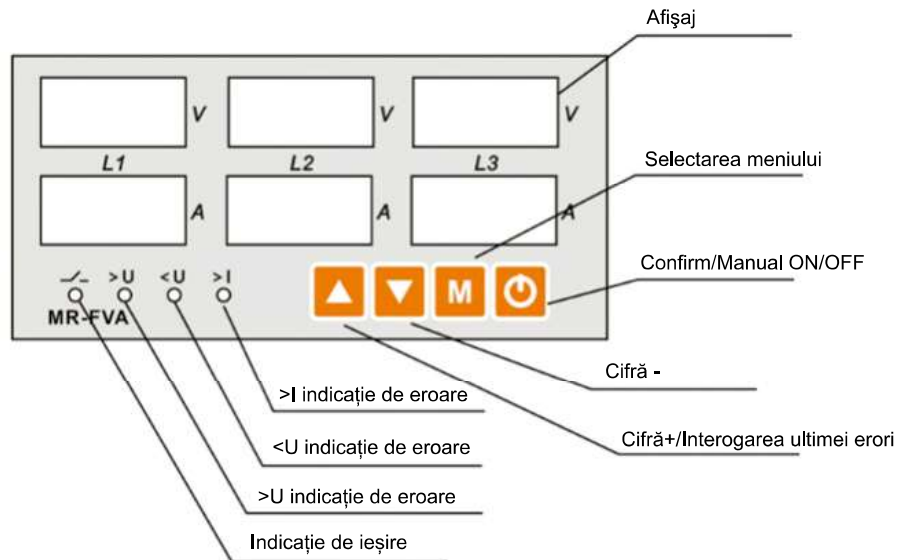 Afişaj
V V V
L1 L2 L3
Selectarea meniului
A A A
>U <U >I
M
Confirm/Manual ON/OFF
MR-FVA
Cifră -
>I indicație de eroare
Cifră+/Interogarea ultimei erori
<U indicație de eroare
>U indicație de eroare
Indicație de ieșire